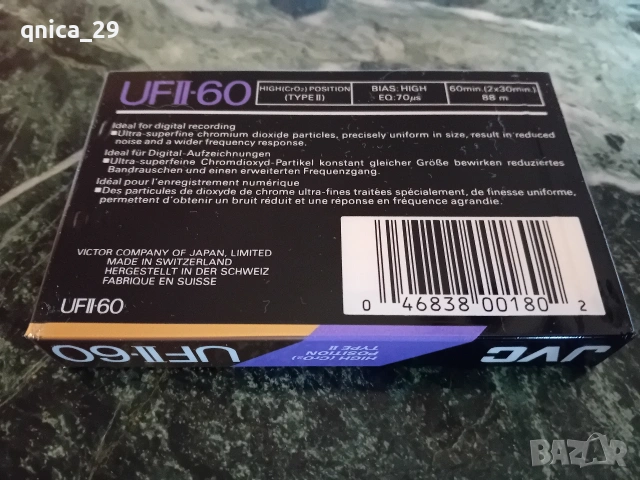 qnica_29
UFII-60
HIGH(CrO₂) POSITION
(TYPE II)
BIAS: HIGH
EQ: 70μs
60min.(2x30min.)
88 m
Ideal for digital recording
■Ultra-superfine chromium dioxide particles, precisely uniform in size, result in reduced
noise and a wider frequency response.
Ideal für Digital-Aufzeichnungen
■Ultra-superfeine Chromdioxyd-Partikel konstant gleicher Größe bewirken reduziertes
Bandrauschen und einen erweiterten Frequenzgang.
Idéal pour l'enregistrement numérique
■Des particules de dioxyde de chrome ultra-fines traitées spécialement, de finesse uniforme,
permettent d'obtenir un bruit réduit et une réponse en fréquence agrandie.
VICTOR COMPANY OF JAPAN, LIMITED
MADE IN SWITZERLAND
HERGESTELLT IN DER SCHWEIZ
FABRIQUE EN SUISSE
0 46838 00180 2
UFII-60
UFII-60
HIGH (CrO₂)
POSITION
TYPE II
JVC
BAZAR